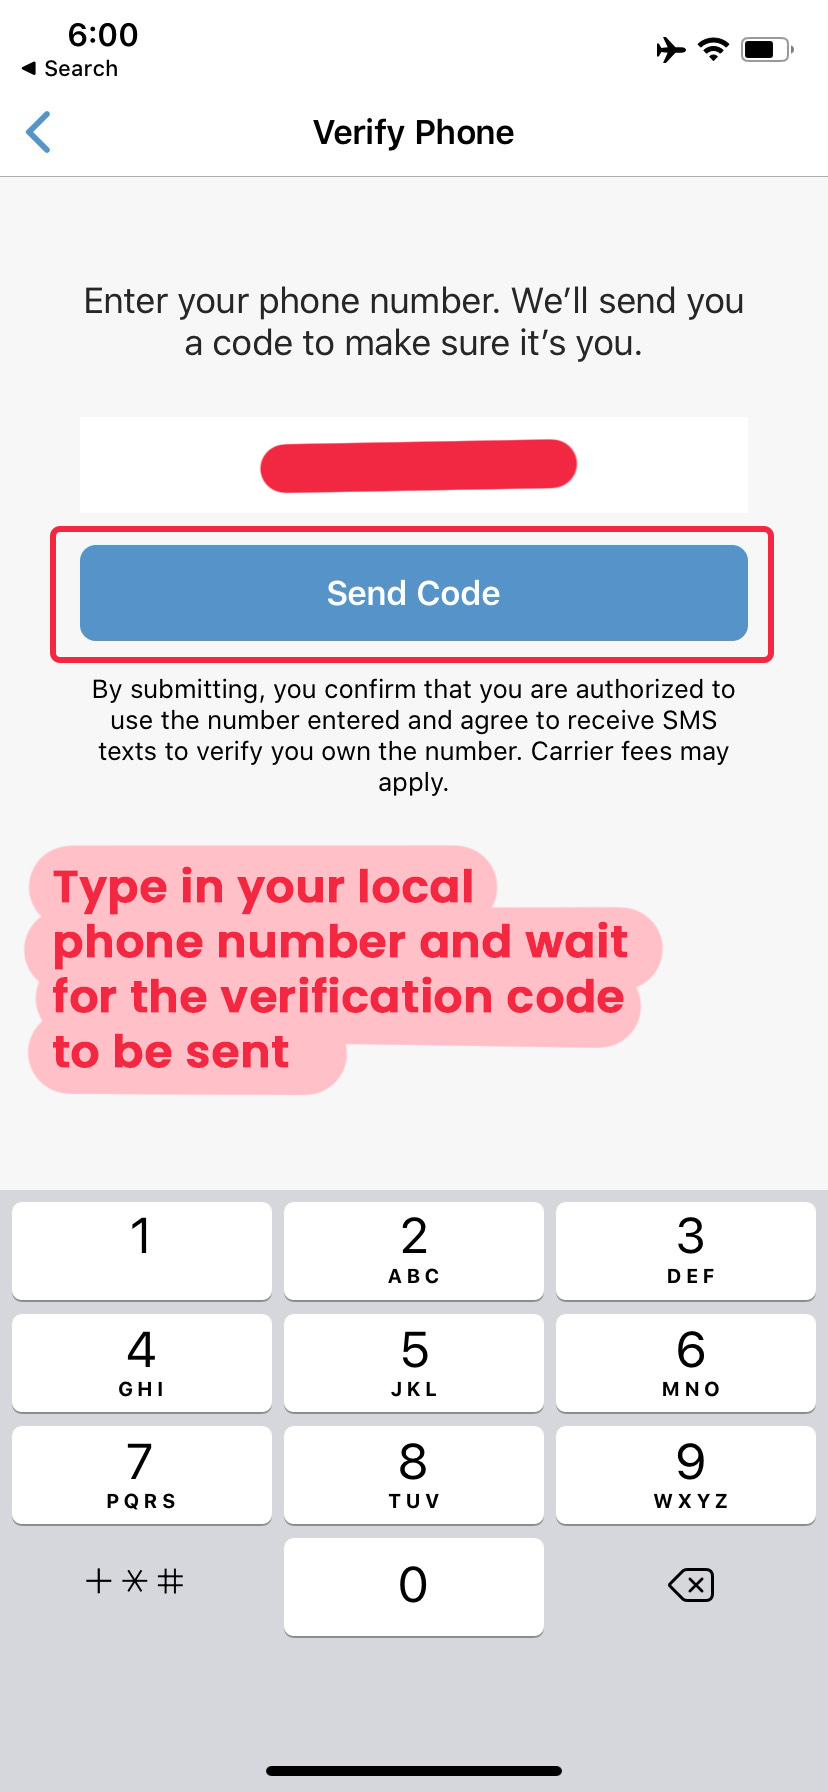 6:00
◀ Search
Verify Phone
Enter your phone number. We’ll send you
a code to make sure it’s you.
Send Code
By submitting, you confirm that you are authorized to
use the number entered and agree to receive SMS
texts to verify you own the number. Carrier fees may
apply.
Type in your local
phone number and wait
for the verification code
to be sent
1 2 3
ABC DEF
4 5 6
GHI JKL MNO
7 8 9
PQRS TUV WXYZ
+*# 0